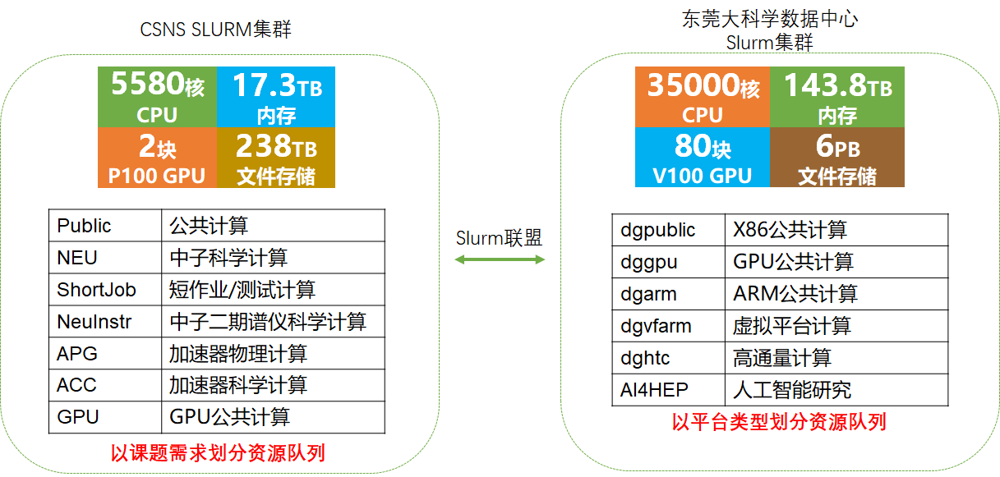 CSNS SLURM集群
5580核 17.3TB
CPU 内存
2块 238TB
P100 GPU 文件存储
Public 公共计算
NEU 中子科学计算
ShortJob 短作业/测试计算
NeuInstr 中子二期谱仪科学计算
APG 加速器物理计算
ACC 加速器科学计算
GPU GPU公共计算
以课题需求划分资源队列
Slurm联盟
东莞大科学数据中心
Slurm集群
35000核 143.8TB
CPU 内存
80块 6PB
V100 GPU 文件存储
dgpublic X86公共计算
dggpu GPU公共计算
dgarm ARM公共计算
dgvfarm 虚拟平台计算
dghtc 高通量计算
AI4HEP 人工智能研究
以平台类型划分资源队列